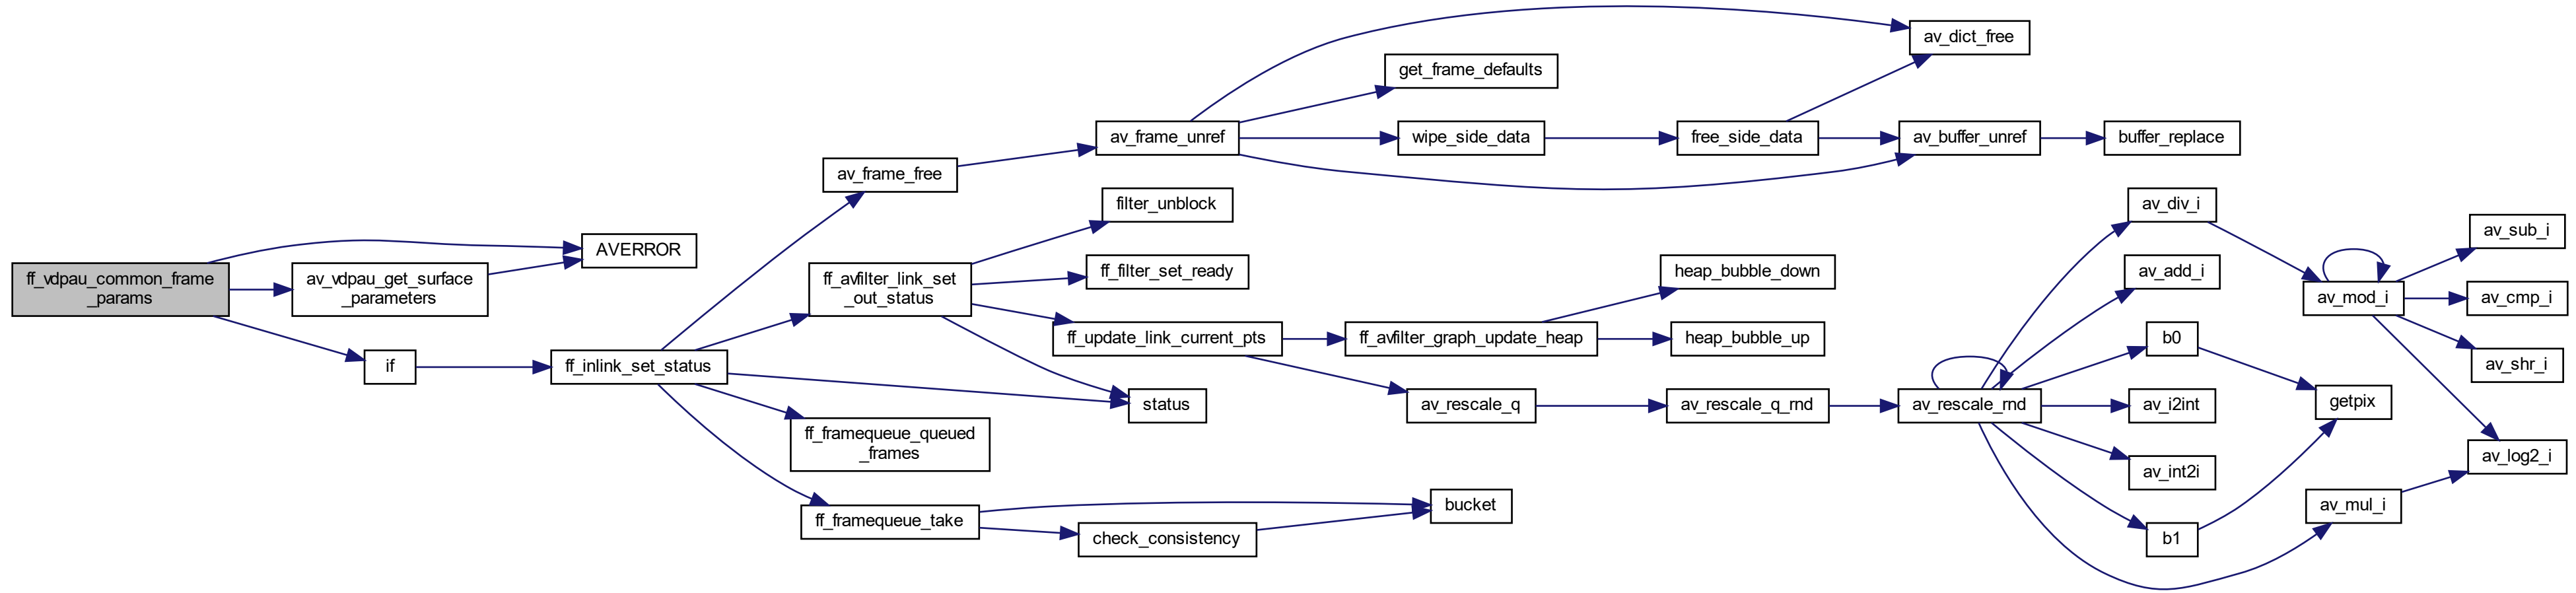 ff_vdpau_common_frame
_params
av_vdpau_get_surface
_parameters
AVERROR
if
ff_inlink_set_status
av_frame_free
ff_avfilter_link_set
_out_status
ff_framequeue_queued
_frames
ff_framequeue_take
av_frame_unref
filter_unblock
ff_filter_set_ready
ff_update_link_current_pts
status
check_consistency
bucket
get_frame_defaults
wipe_side_data
ff_avfilter_graph_update_heap
av_rescale_q
free_side_data
heap_bubble_down
heap_bubble_up
av_rescale_q_rnd
av_dict_free
av_buffer_unref
av_rescale_rnd
buffer_replace
av_div_i
av_add_i
b0
av_i2int
av_int2i
b1
av_mod_i
getpix
av_mul_i
av_sub_i
av_cmp_i
av_shr_i
av_log2_i